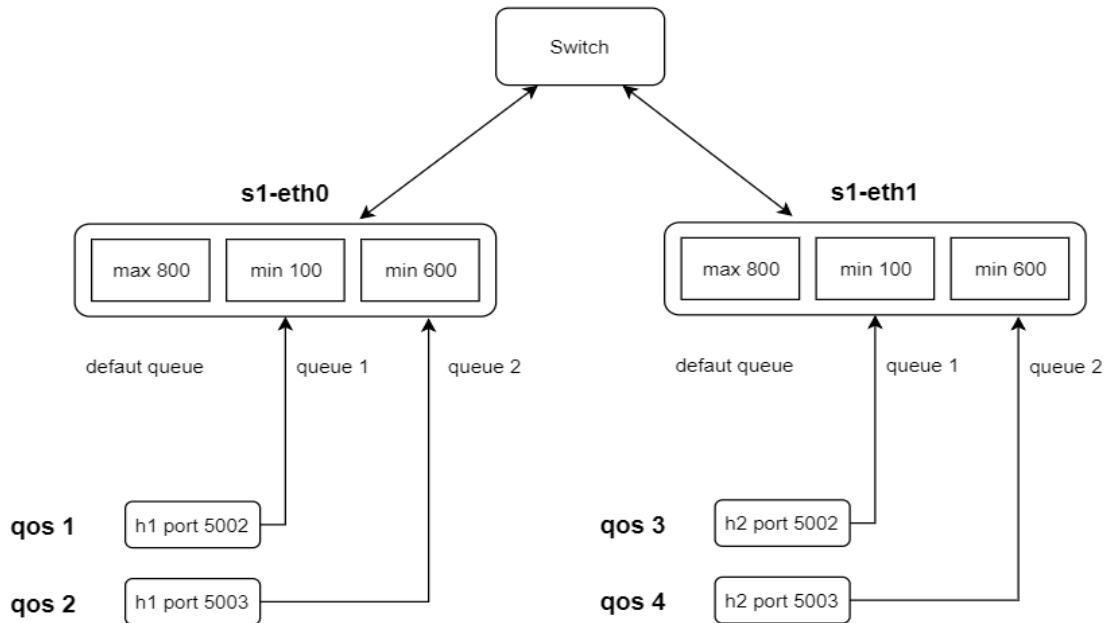 Switch
s1-eth0
s1-eth1
max 800
min 100
min 600
max 800
min 100
min 600
defaut queue
queue 1
queue 2
defaut queue
queue 1
queue 2
qos 1
h1 port 5002
qos 3
h2 port 5002
qos 2
h1 port 5003
qos 4
h2 port 5003